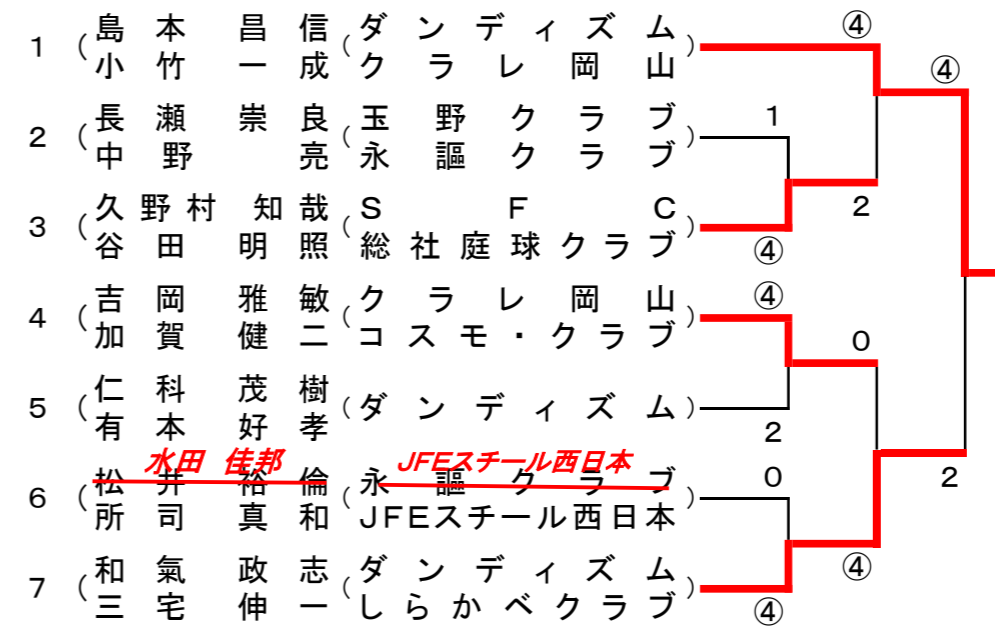 ④
島本昌信 ダンディズム
1 ( ( )
小竹一成 クラレ岡山
④
長瀬崇良 玉野クラブ 1
2 ( ( )
中野亮 永謳クラブ
久野村知哉 SFC 2
3 ( ( )
谷田明照 総社庭球クラブ ④
吉岡雅敏 クラレ岡山 ④
4 ( ( )
加賀健二 コスモ・クラブ 0
仁科茂樹
5 ( (ダンディズム)
有本好孝 2
水田 佳邦 JFEスチール西日本
松井裕倫 永謳クラブ 0 2
6 ( ( )
所司真和 JFEスチール西日本
和氣政志 ダンディズム ④
7 ( ( )
三宅伸一 しらかべクラブ ④